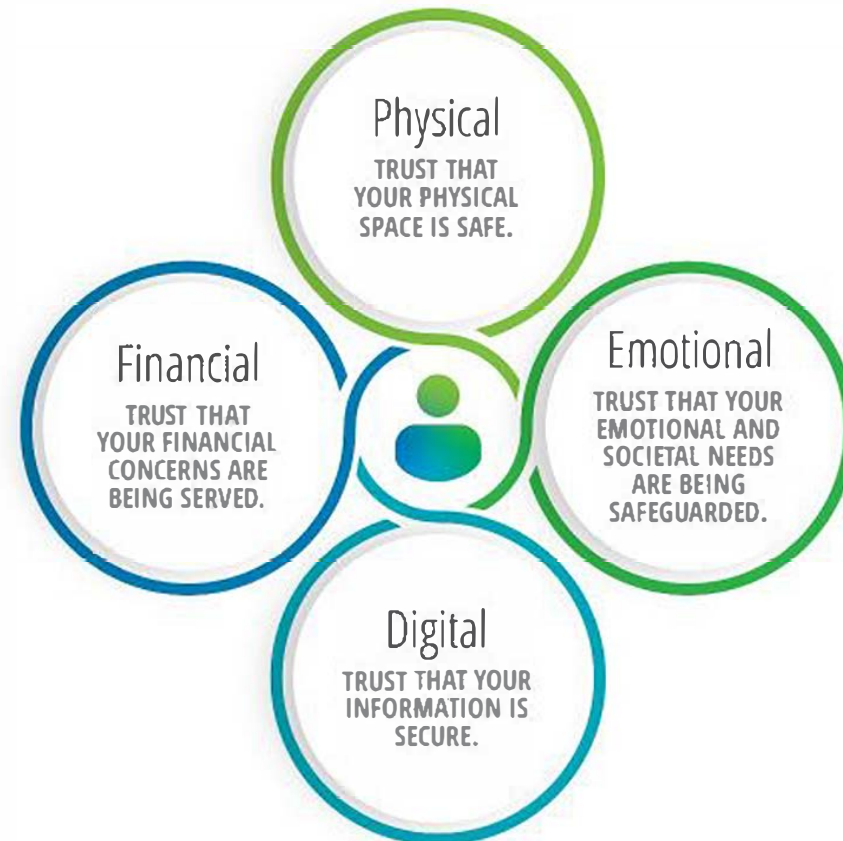 Physical
TRUST THAT
YOUR PHYSICAL
SPACE IS SAFE.
Financial
TRUST THAT
YOUR FINANCIAL
CONCERNS ARE
BEING SERVED.
Emotional
TRUST THAT YOUR
EMOTIONAL AND
SOCIETAL NEEDS
ARE BEING
SAFEGUARDED.
Digital
TRUST THAT YOUR
INFORMATION IS
SECURE.